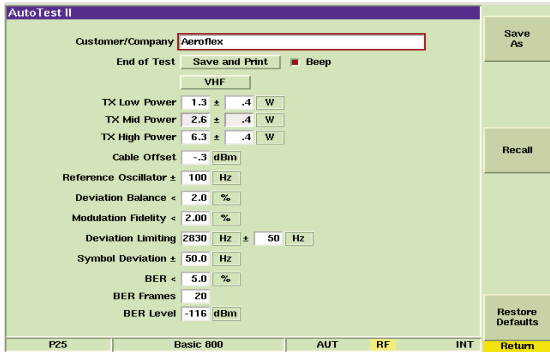 AutoTest II
Customer/Company Aeroflex
End of Test Save and Print Beep
VHF
TX Low Power 1.3 ± .4 W
TX Mid Power 2.6 ± .4 W
TX High Power 6.3 ± .4 W
Cable Offset -.3 dBm
Reference Oscillator ± 100 Hz
Deviation Balance < 2.0 %
Modulation Fidelity < 2.00 %
Deviation Limiting 2830 Hz ± 50 Hz
Symbol Deviation ± 50.0 Hz
BER < 5.0 %
BER Frames 20
BER Level -116 dBm
Save
As
Recall
Restore
Defaults
P25 Basic 800 AUT RF INT Return